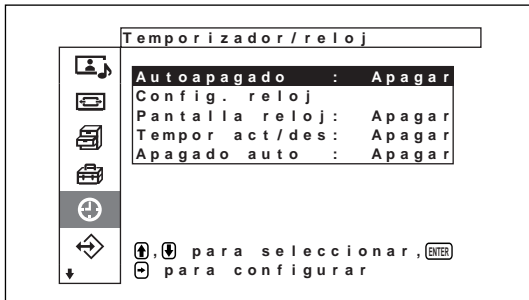 Temporizador/reloj
Autoapagado : Apagar
Config. reloj
Pantalla reloj: Apagar
Tempor act/des: Apagar
Apagado auto : Apagar
, para seleccionar, ENTER
para configurar